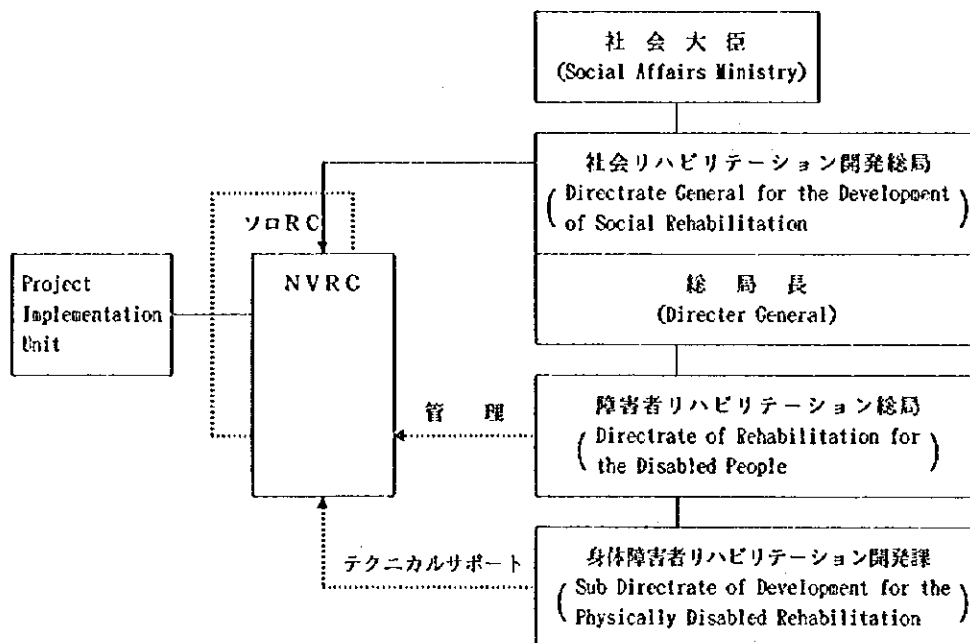 社会大臣
(Social Affairs Ministry)
社会リハビリテーション開発総局
(Directrate General for the Development
of Social Rehabilitation)
ソロRC
NVRC
Project
Implementation
Unit
総局長
(Directer General)
管理
障害者リハビリテーション総局
(Directrate of Rehabilitation for
the Disabled People)
テクニカルサポート
身体障害者リハビリテーション開発課
(Sub Directrate of Development for the
Physically Disabled Rehabilitation)